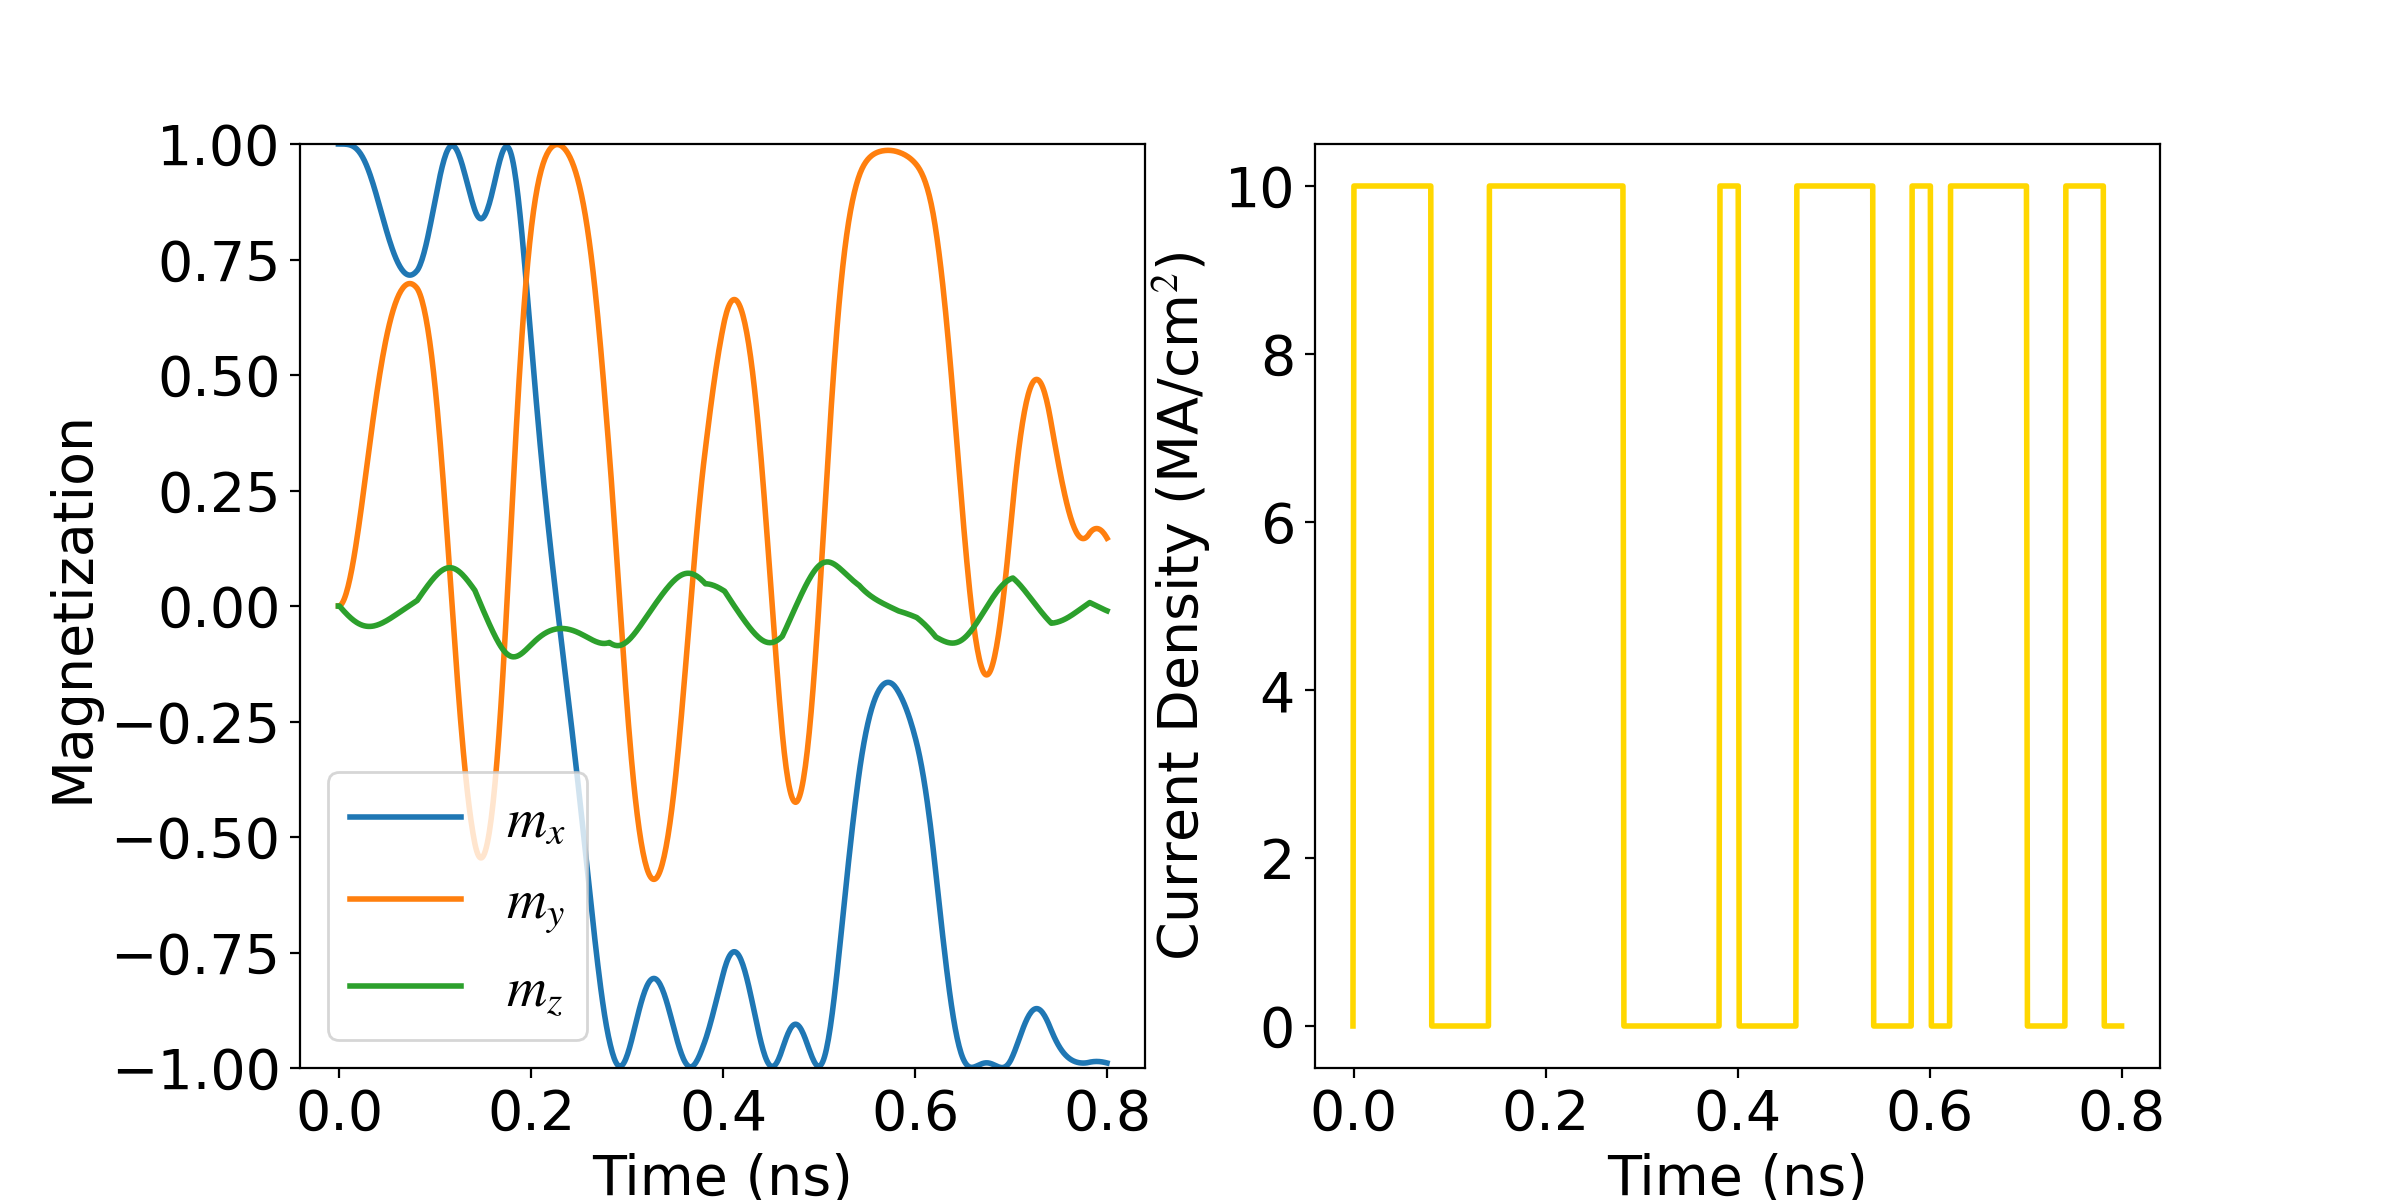 Magnetization
1.00
0.75
0.50
0.25
0.00
−0.25
−0.50
−0.75
−1.00
m_x
m_y
m_z
0.0 0.2 0.4 0.6 0.8
Time (ns)
Current Density (MA/cm²)
10
8
6
4
2
0
0.0 0.2 0.4 0.6 0.8
Time (ns)